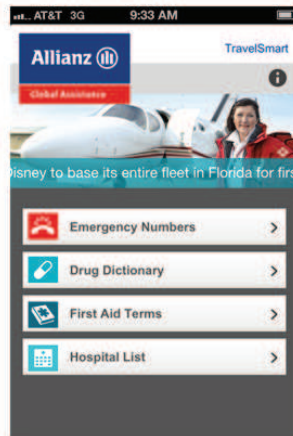 AT&T 3G 9:33 AM
Allianz
TravelSmart
Global Assistance
Disney to base its entire fleet in Florida for firs
Emergency Numbers
Drug Dictionary
First Aid Terms
Hospital List